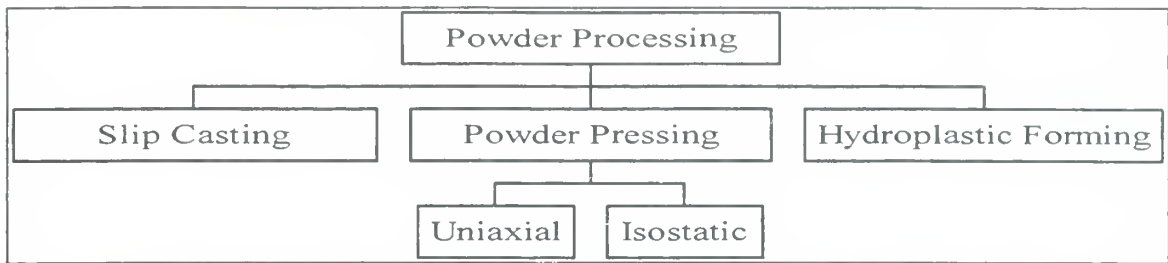 Powder Processing
Slip Casting
Powder Pressing
Hydroplastic Forming
Uniaxial
Isostatic